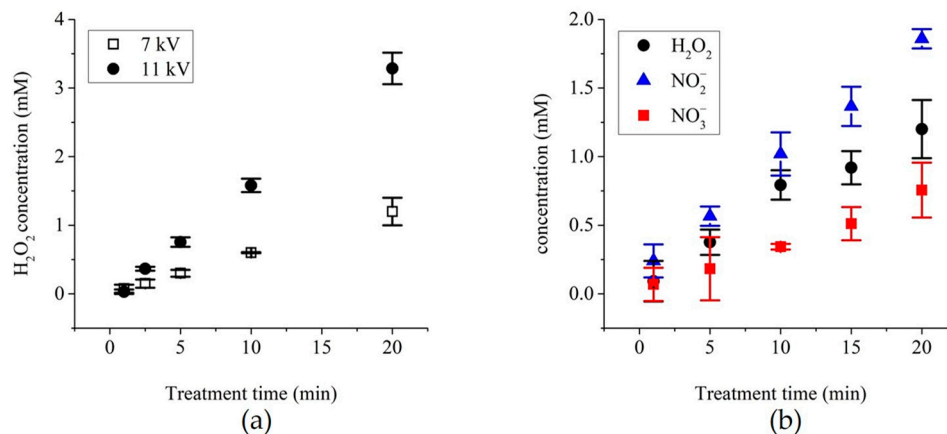 4
3
2
1
0
H₂O₂ concentration (mM)
7 kV
11 kV
0 5 10 15 20
Treatment time (min)
(a)
2.0
1.5
1.0
0.5
0.0
concentration (mM)
H₂O₂
NO₂⁻
NO₃⁻
0 5 10 15 20
Treatment time (min)
(b)